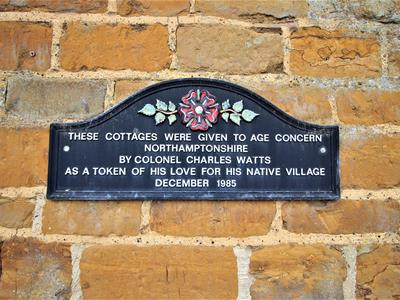 THESE COTTAGES WERE GIVEN TO AGE CONCERN
NORTHAMPTONSHIRE
BY COLONEL CHARLES WATTS
AS A TOKEN OF HIS LOVE FOR HIS NATIVE VILLAGE
DECEMBER 1985